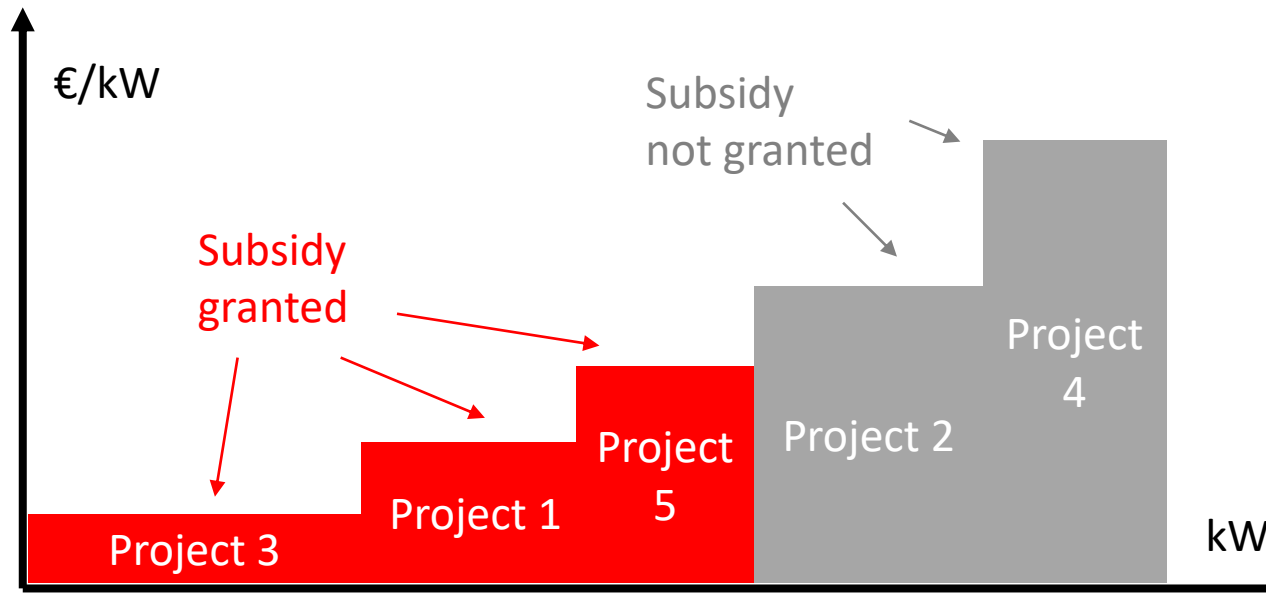 €/kW
Subsidy
not granted
Subsidy
granted
Project
4
Project 2
Project
5
Project 1
Project 3
kW